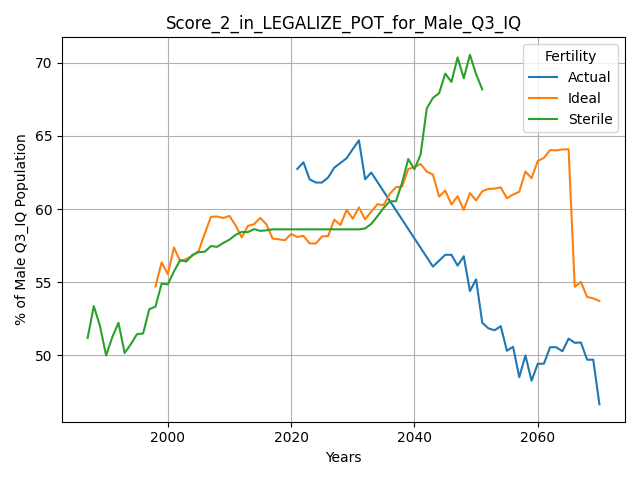 Score_2_in_LEGALIZE_POT_for_Male_Q3_IQ
Fertility
Actual
Ideal
Sterile
% of Male Q3_IQ Population
70
65
60
55
50
2000
2020
2040
2060
Years